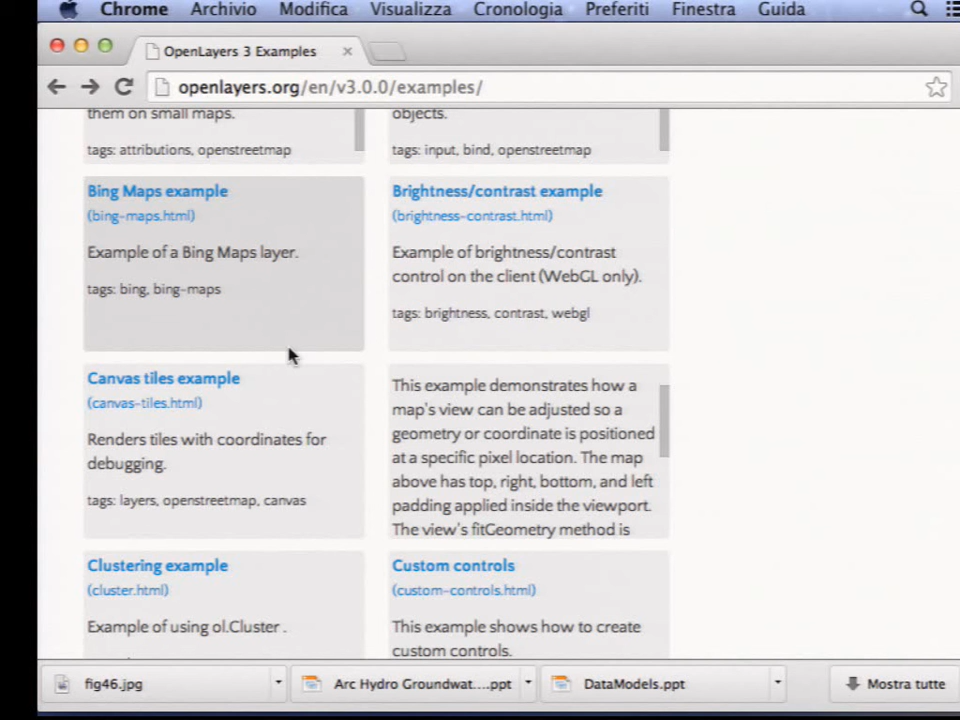 Chrome Archivio Modifica Visualizza Cronologia Preferiti Finestra Guida
OpenLayers 3 Examples
openlayers.org/en/v3.0.0/examples/
them on small maps.
tags: attributions, openstreetmap
objects.
tags: input, bind, openstreetmap
Bing Maps example
(bing-maps.html)
Example of a Bing Maps layer.
tags: bing, bing-maps
Brightness/contrast example
(brightness-contrast.html)
Example of brightness/contrast
control on the client (WebGL only).
tags: brightness, contrast, webgl
Canvas tiles example
(canvas-tiles.html)
Renders tiles with coordinates for
debugging.
tags: layers, openstreetmap, canvas
This example demonstrates how a
map's view can be adjusted so a
geometry or coordinate is positioned
at a specific pixel location. The map
above has top, right, bottom, and left
padding applied inside the viewport.
The view's fitGeometry method is
Clustering example
(cluster.html)
Example of using ol.Cluster .
Custom controls
(custom-controls.html)
This example shows how to create
custom controls.
fig46.jpg
Arc Hydro Groundwat....ppt
DataModels.ppt
Mostra tutte